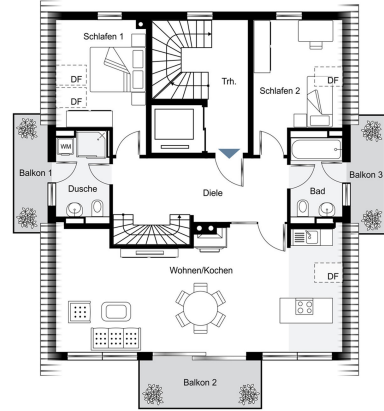 Schlafen 1
DF
DF
Trh.
DF
Schlafen 2
WM
Balkon 1
Dusche
Diele
Bad
Balkon 3
Wohnen/Kochen
DF
Balkon 2